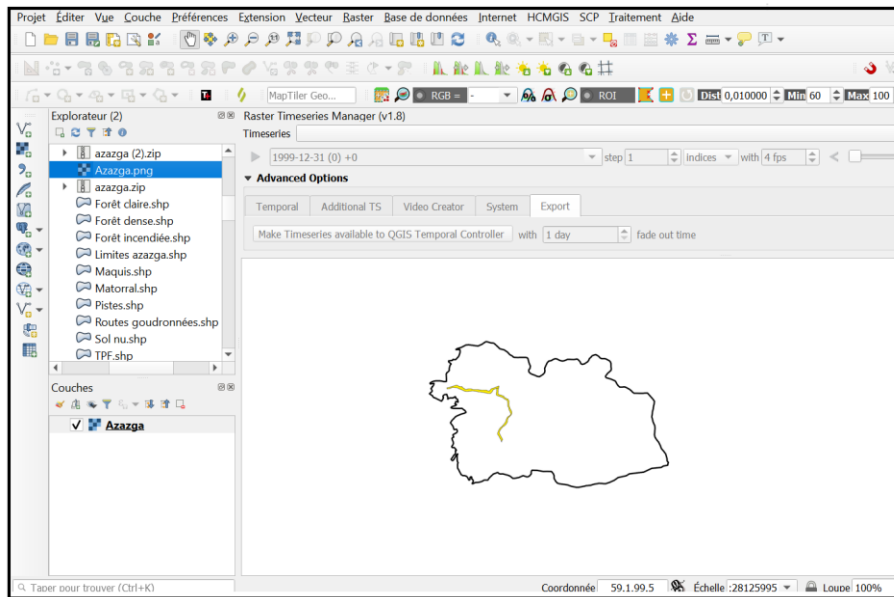 Projet Éditer Vue Couche Préférences Extension Vecteur Raster Base de données Internet HCMGIS SCP Traitement Aide
MapTiler Geo... RGB = - ROI Dist 0,010000 Min 60 Max 100
Explorateur (2)
azazga (2).zip
Azazga.png
azazga.zip
Forêt claire.shp
Forêt dense.shp
Forêt incendiée.shp
Limites azazga.shp
Maquis.shp
Matorral.shp
Pistes.shp
Routes goudronnées.shp
Sol nu.shp
TPF.shp
Raster Timeseries Manager (v1.8)
Timeseries
1999-12-31 (0) +0 step 1 indices with 4 fps <
Advanced Options
Temporal Additional TS Video Creator System Export
Make Timeseries available to QGIS Temporal Controller with 1 day fade out time
Couches
Azazga
Taper pour trouver (Ctrl+K)
Coordonnée 59.1,99.5 Échelle :28125995 Loupe 100%